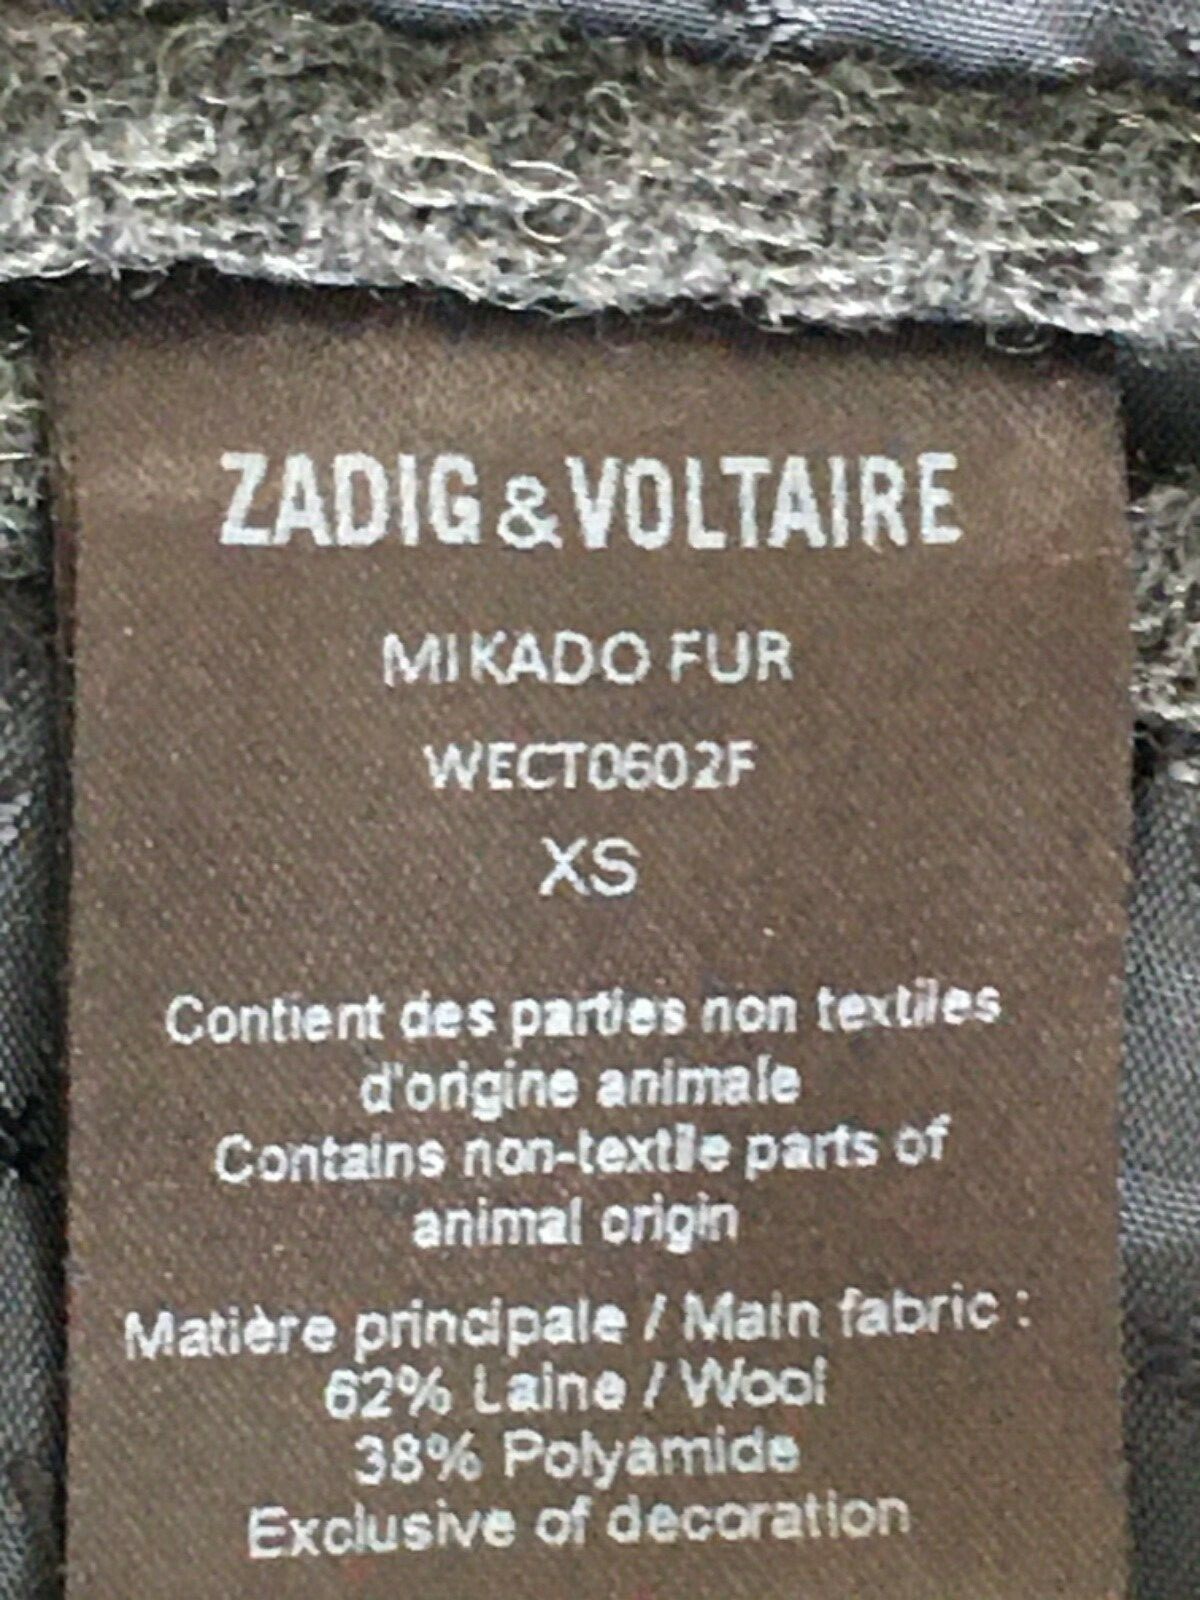 ZADIG & VOLTAIRE
MIKADO FUR
WECT0602F
XS
Contient des parties non textiles
d'origine animale
Contains non-textile parts of
animal origin
Matière principale / Main fabric :
62% Laine / Wool
38% Polyamide
Exclusive of decoration